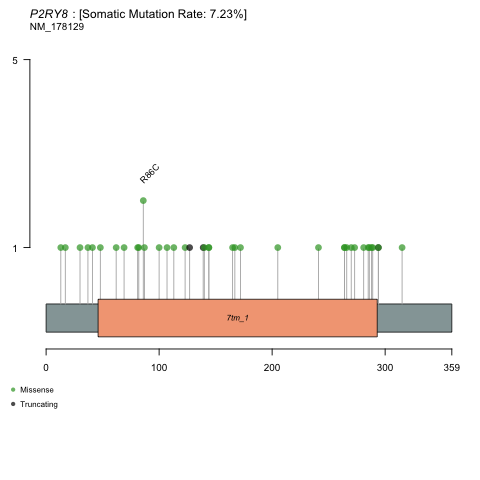 P2RY8 : [Somatic Mutation Rate: 7.23%]
NM_178129
5
R86C
1
7tm_1
0 100 200 300 359
Missense
Truncating